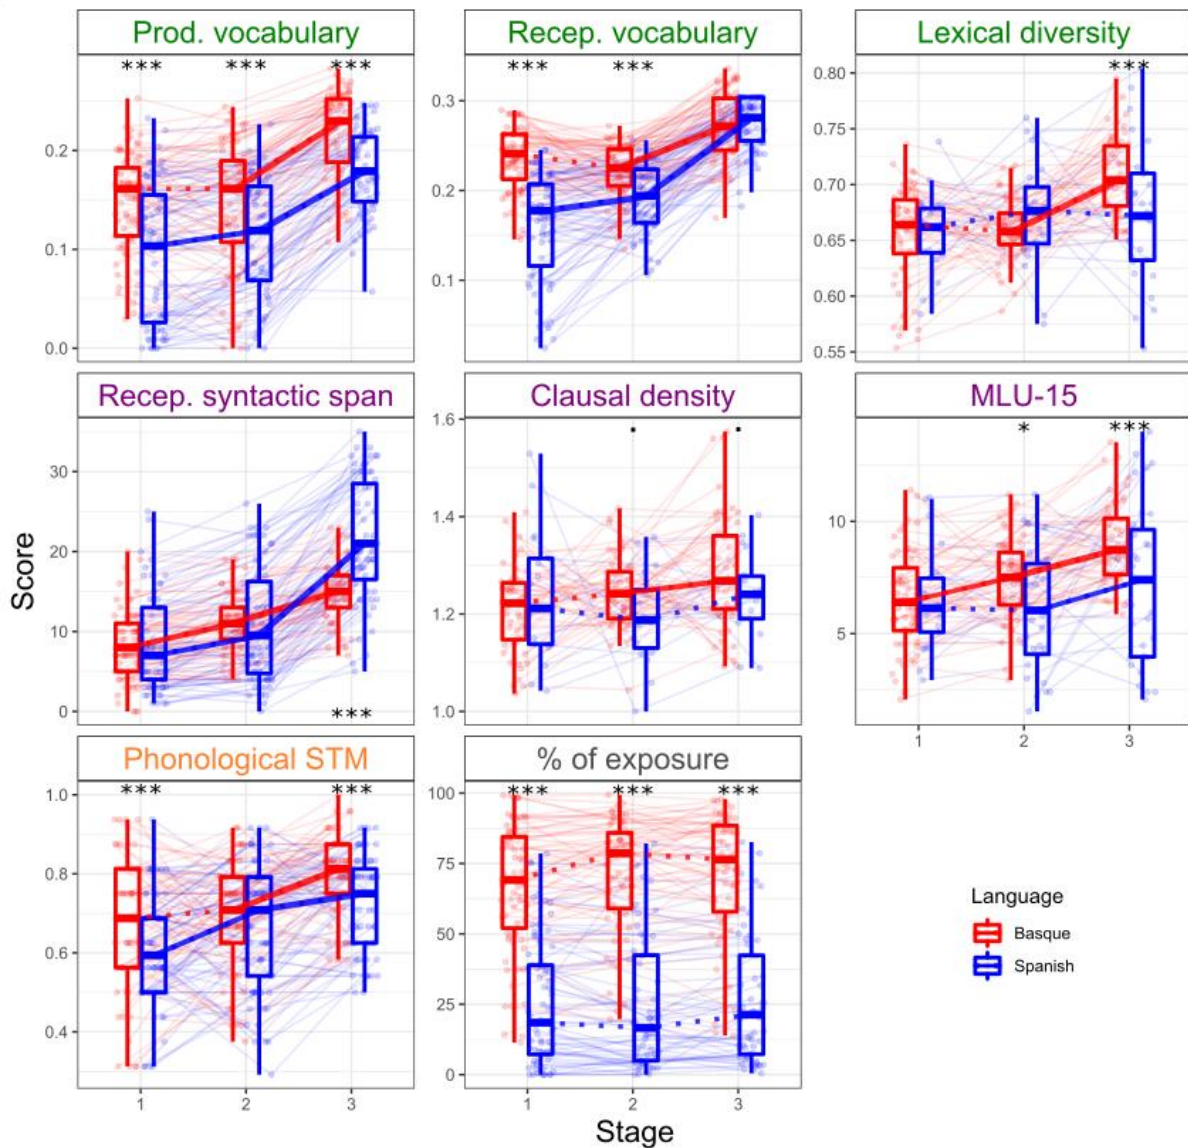 Prod. vocabulary
Recep. vocabulary
Lexical diversity
*** *** ***
*** ***
***
0.2
0.1
0.0
0.3
0.2
0.1
0.80
0.75
0.70
0.65
0.60
0.55
Recep. syntactic span
Clausal density
MLU-15
. .
* ***
30
20
10
0
***
1.6
1.4
1.2
1.0
10
5
1 2 3
Phonological STM
% of exposure
*** ***
*** *** ***
1.0
0.8
0.6
0.4
100
75
50
25
0
1 2 3
1 2 3
Score
Stage
Language
Basque
Spanish